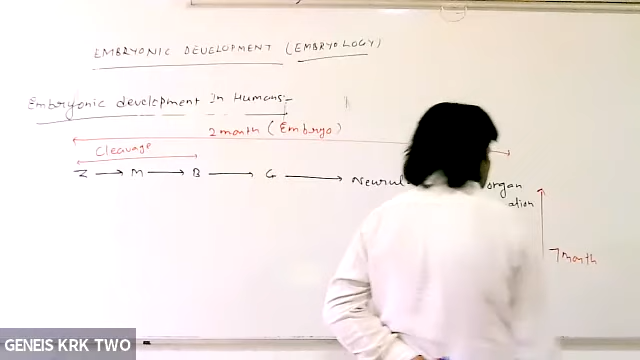 EMBRYONIC DEVELOPMENT (EMBRYOLOGY)
Embryonic development In Humans:-
2 month (Embryo)
Cleavage
Z → M → B → G → Neurul organ
ation
7 month
GENEIS KRK TWO